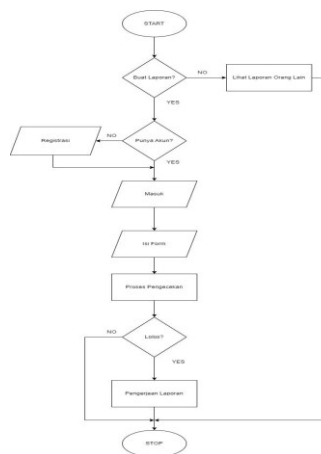 START
Buat Laporan?
NO
Lihat Laporan Orang Lain
YES
Punya Akun?
NO
Registrasi
YES
Masuk
Isi Form
Proses Pengecekan
Lolos?
NO
YES
Pengerjaan Laporan
STOP